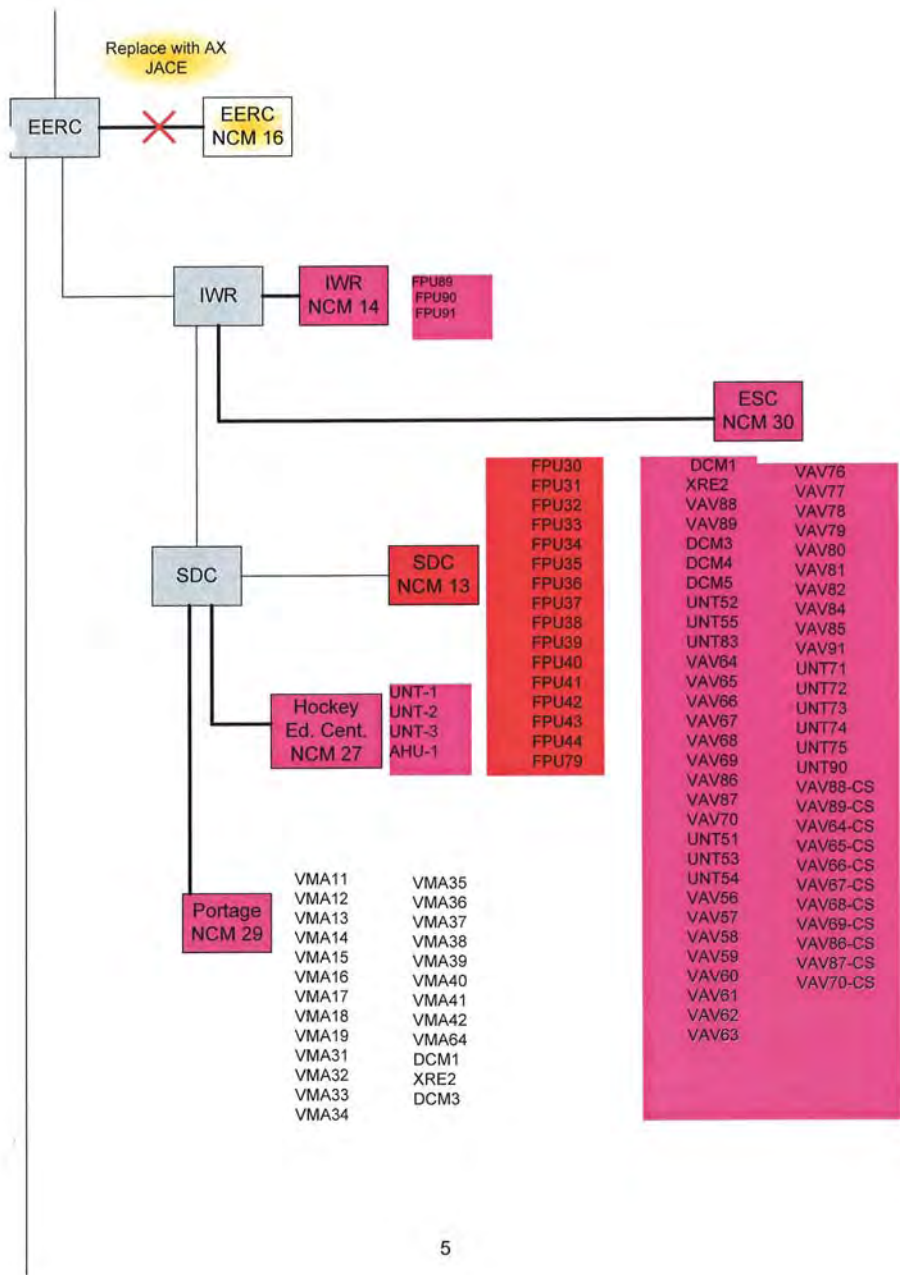 Replace with AX
JACE
EERC
EERC
NCM 16
IWR
IWR
NCM 14
FPU89
FPU90
FPU91
ESC
NCM 30
SDC
SDC
NCM 13
FPU30
FPU31
FPU32
FPU33
FPU34
FPU35
FPU36
FPU37
FPU38
FPU39
FPU40
FPU41
FPU42
FPU43
FPU44
FPU79
DCM1
XRE2
VAV88
VAV89
DCM3
DCM4
DCM5
UNT52
UNT55
UNT83
VAV64
VAV65
VAV66
VAV67
VAV68
VAV69
VAV86
VAV87
VAV70
UNT51
UNT53
UNT54
VAV56
VAV57
VAV58
VAV59
VAV60
VAV61
VAV62
VAV63
VAV76
VAV77
VAV78
VAV79
VAV80
VAV81
VAV82
VAV84
VAV85
VAV91
UNT71
UNT72
UNT73
UNT74
UNT75
UNT90
VAV88-CS
VAV89-CS
VAV64-CS
VAV65-CS
VAV66-CS
VAV67-CS
VAV68-CS
VAV69-CS
VAV86-CS
VAV87-CS
VAV70-CS
Hockey
Ed. Cent.
NCM 27
UNT-1
UNT-2
UNT-3
AHU-1
Portage
NCM 29
VMA11
VMA12
VMA13
VMA14
VMA15
VMA16
VMA17
VMA18
VMA19
VMA31
VMA32
VMA33
VMA34
VMA35
VMA36
VMA37
VMA38
VMA39
VMA40
VMA41
VMA42
VMA64
DCM1
XRE2
DCM3
5